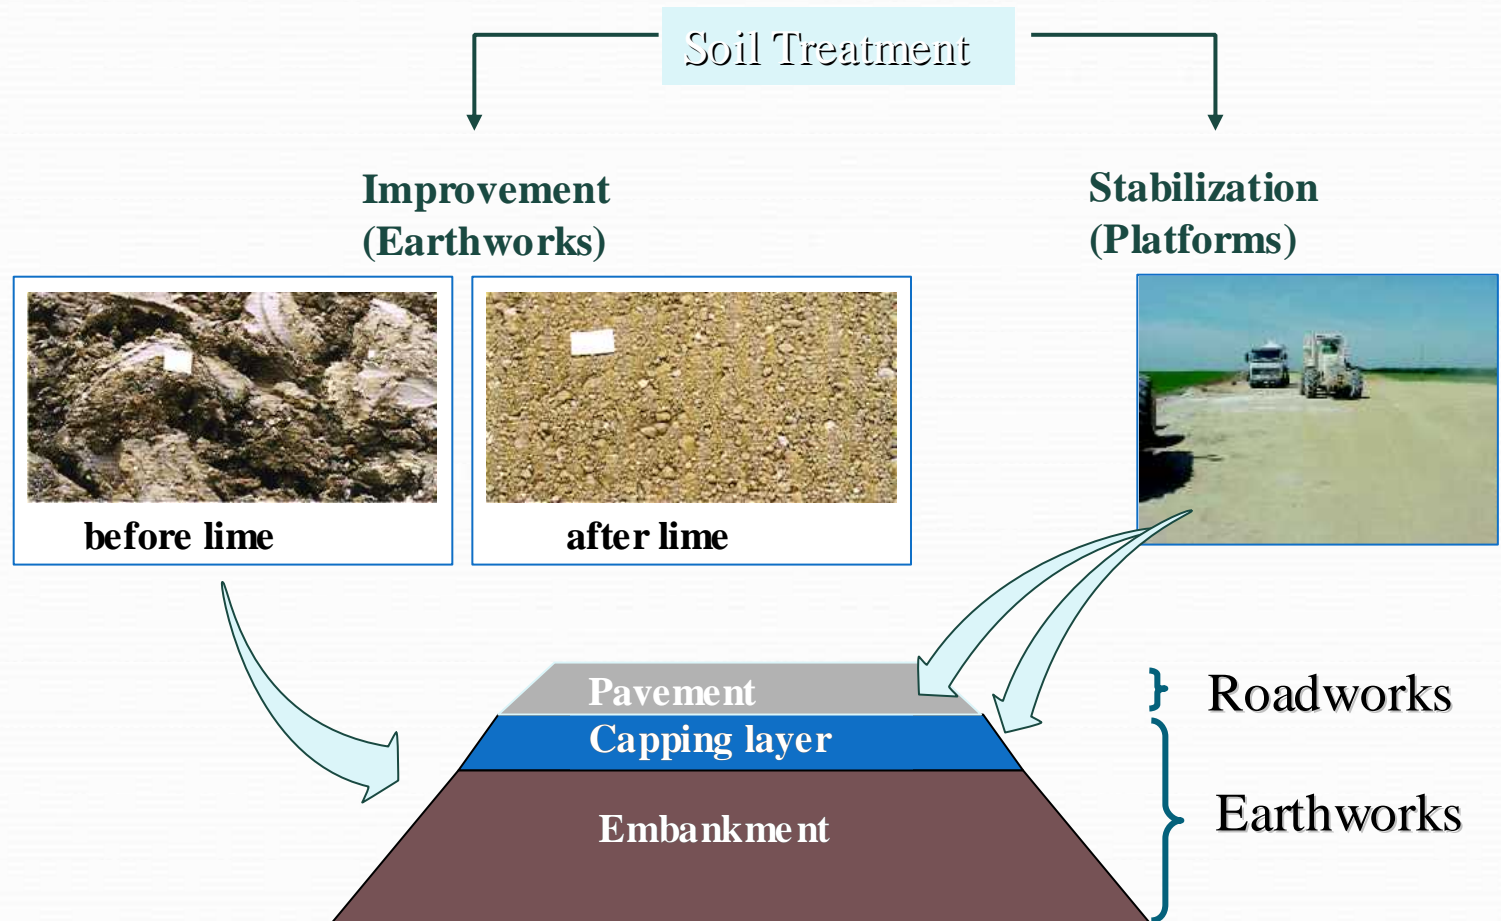 Soil Treatment
Improvement
(Earthworks)
Stabilization
(Platforms)
before lime
after lime
Pavement
Capping layer
Embankment
Roadworks
Earthworks